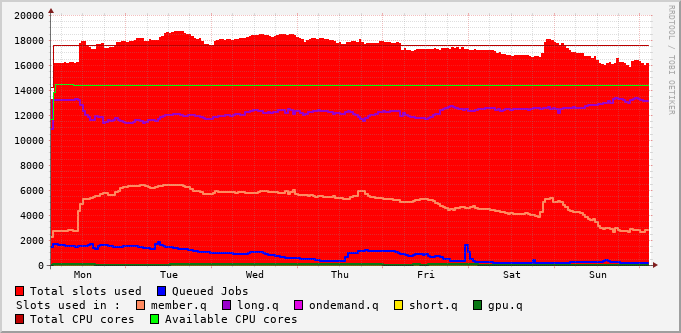 20000
18000
16000
14000
12000
10000
8000
6000
4000
2000
0
Mon Tue Wed Thu Fri Sat Sun
RRDTOOL / TOBI OETIKER
Total slots used Queued Jobs
Slots used in : member.q long.q ondemand.q short.q gpu.q
Total CPU cores Available CPU cores